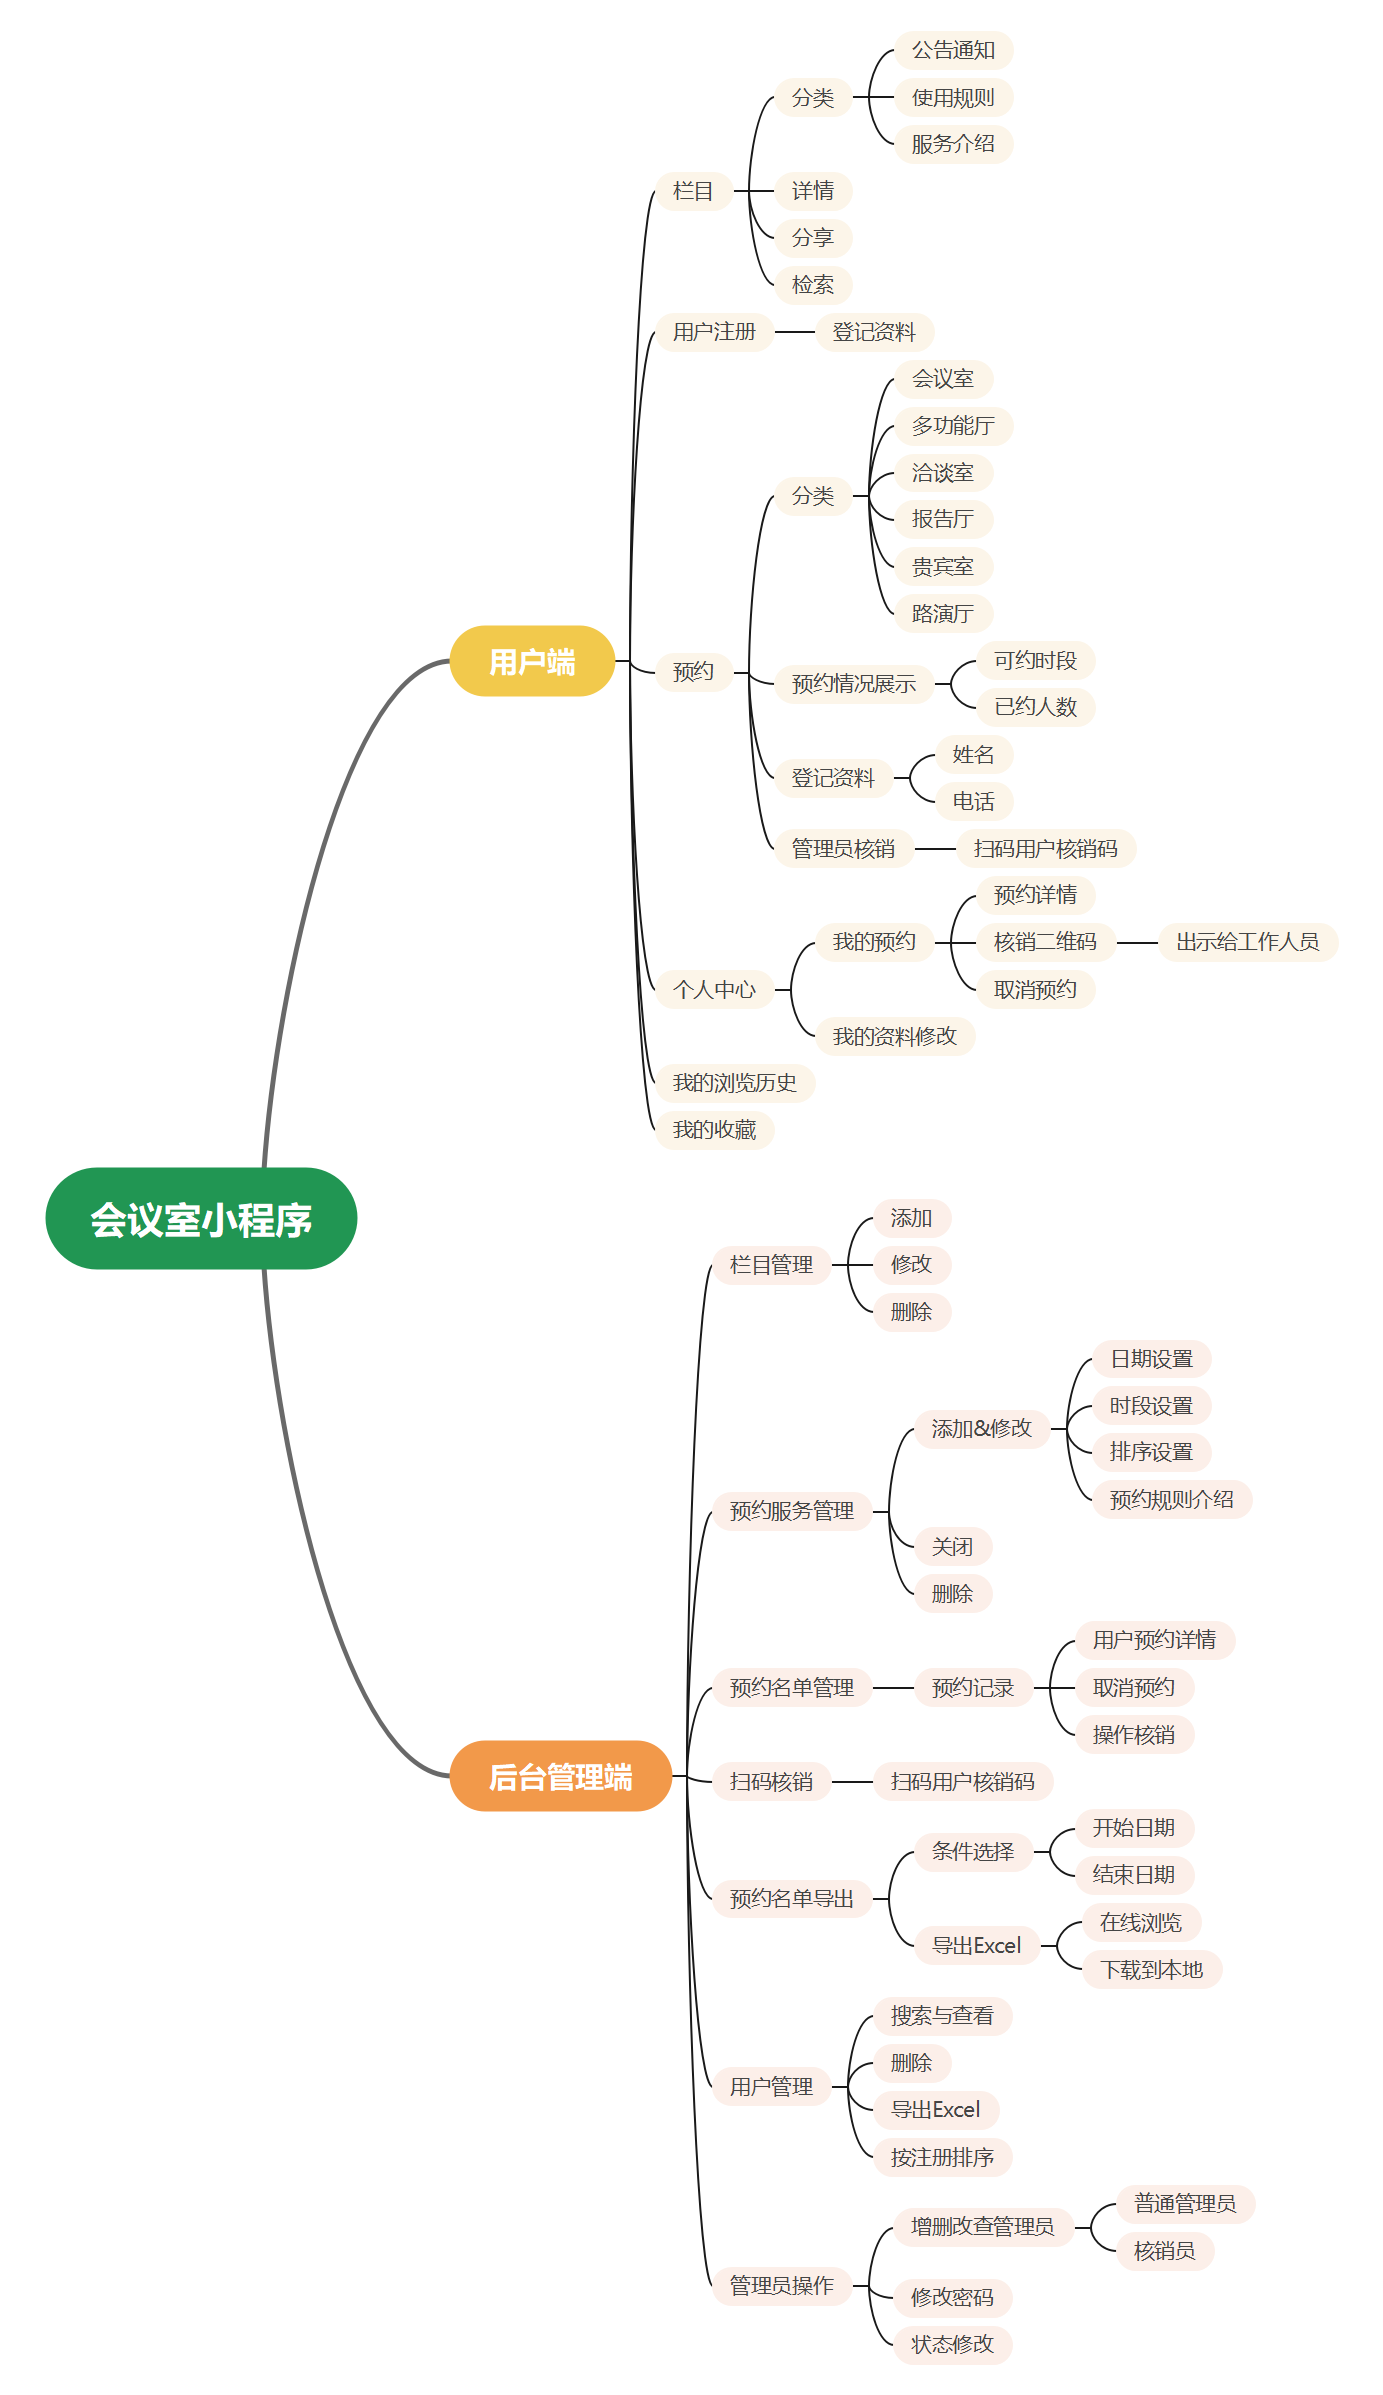 会议室小程序
用户端
栏目
分类
公告通知
使用规则
服务介绍
详情
分享
检索
用户注册
登记资料
预约
分类
会议室
多功能厅
洽谈室
报告厅
贵宾室
路演厅
预约情况展示
可约时段
已约人数
登记资料
姓名
电话
管理员核销
扫码用户核销码
个人中心
我的预约
预约详情
核销二维码
出示给工作人员
取消预约
我的资料修改
我的浏览历史
我的收藏
后台管理端
栏目管理
添加
修改
删除
预约服务管理
添加&修改
日期设置
时段设置
排序设置
预约规则介绍
关闭
删除
预约名单管理
预约记录
用户预约详情
取消预约
操作核销
扫码核销
扫码用户核销码
预约名单导出
条件选择
开始日期
结束日期
导出Excel
在线浏览
下载到本地
用户管理
搜索与查看
删除
导出Excel
按注册排序
管理员操作
增删改查管理员
普通管理员
核销员
修改密码
状态修改